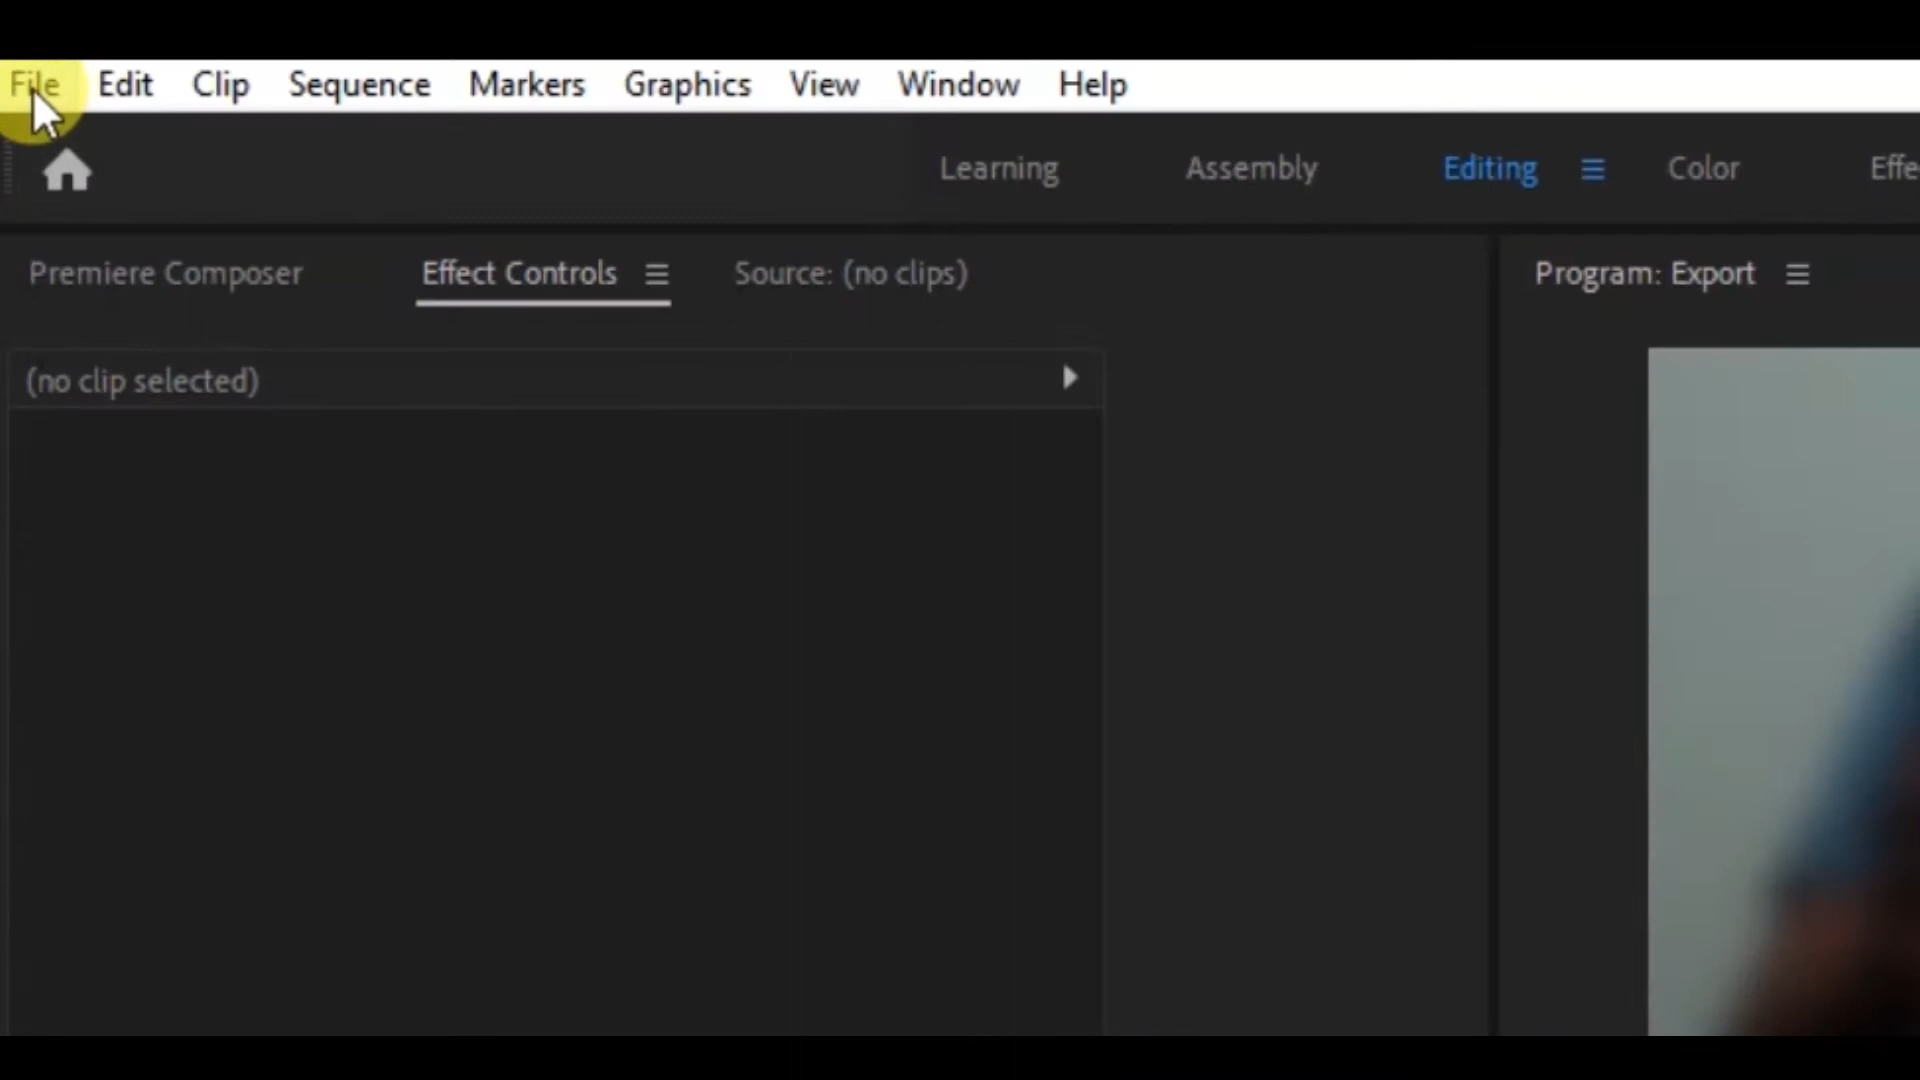 File Edit Clip Sequence Markers Graphics View Window Help
Learning Assembly Editing Color Effe
Premiere Composer Effect Controls Source: (no clips) Program: Export
(no clip selected)